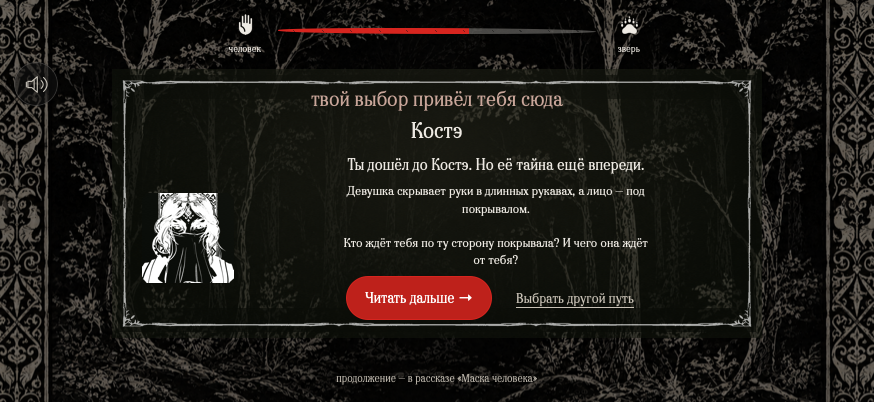 человек
зверь
твой выбор привёл тебя сюда
Костэ
Ты дошёл до Костэ. Но её тайна ещё впереди.
Девушка скрывает руки в длинных рукавах, а лицо — под
покрывалом.
Кто ждёт тебя по ту сторону покрывала? И чего она ждёт
от тебя?
Читать дальше →
Выбрать другой путь
продолжение — в рассказе «Маска человека»